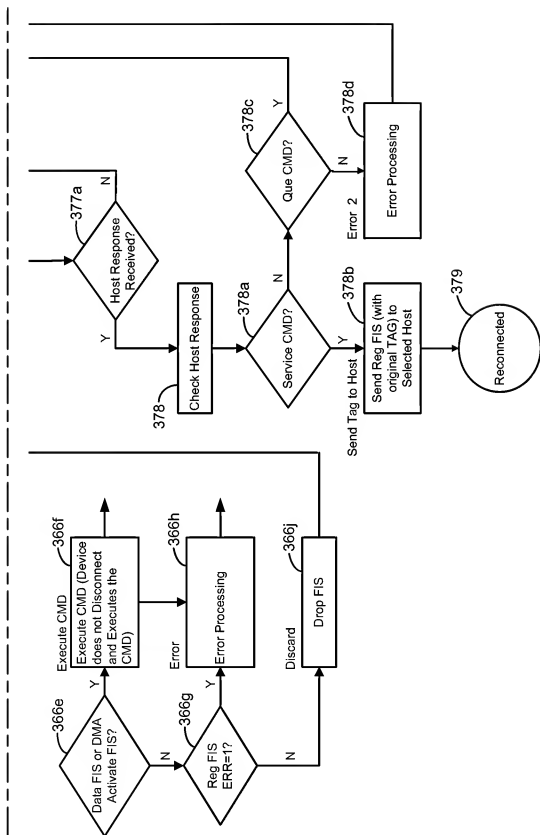 366e
Data FIS or DMA
Activate FIS?
Y
N
Execute CMD
366f
Execute CMD (Device
does not Disconnect
and Executes the
CMD)
366g
Reg FIS
ERR=1?
Y
N
Error
366h
Error Processing
Discard
366j
Drop FIS
377a
Host Response
Received?
N
Y
378
Check Host Response
378a
Service CMD?
N
Y
378c
Que CMD?
Y
N
Error 2
378d
Error Processing
Send Tag to Host
378b
Send Reg FIS (with
original TAG) to
Selected Host
379
Reconnected